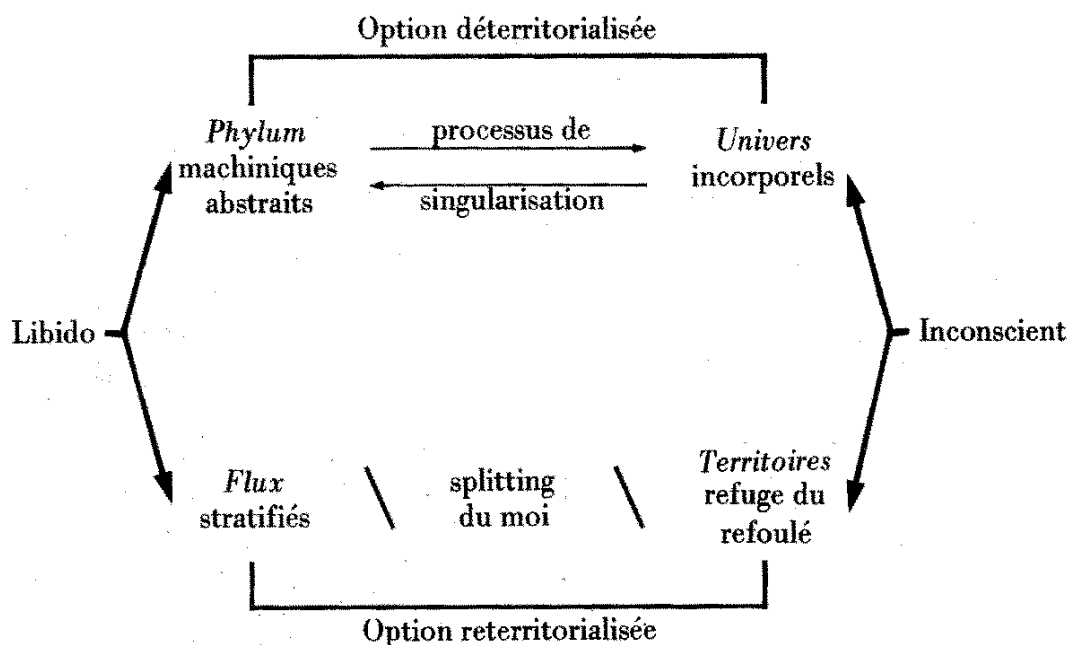 Option déterritorialisée
Phylum
machiniques
abstraits
processus de
singularisation
Univers
incorporels
Libido
Inconscient
Flux
stratifiés
splitting
du moi
Territoires
refuge du
refoulé
Option reterritorialisée